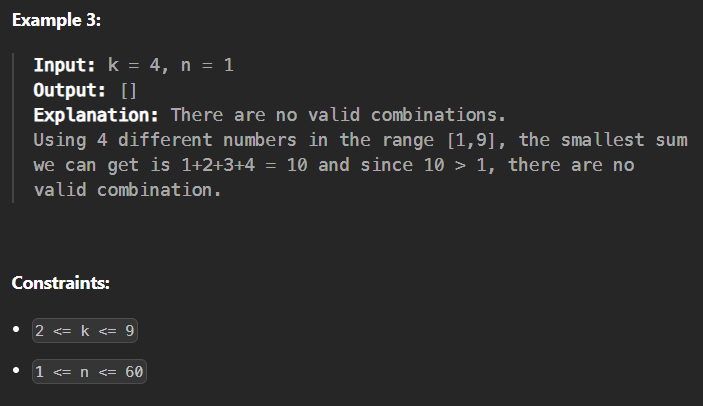 Example 3:
Input: k = 4, n = 1
Output: []
Explanation: There are no valid combinations.
Using 4 different numbers in the range [1,9], the smallest sum
we can get is 1+2+3+4 = 10 and since 10 > 1, there are no
valid combination.
Constraints:
• 2 <= k <= 9
• 1 <= n <= 60